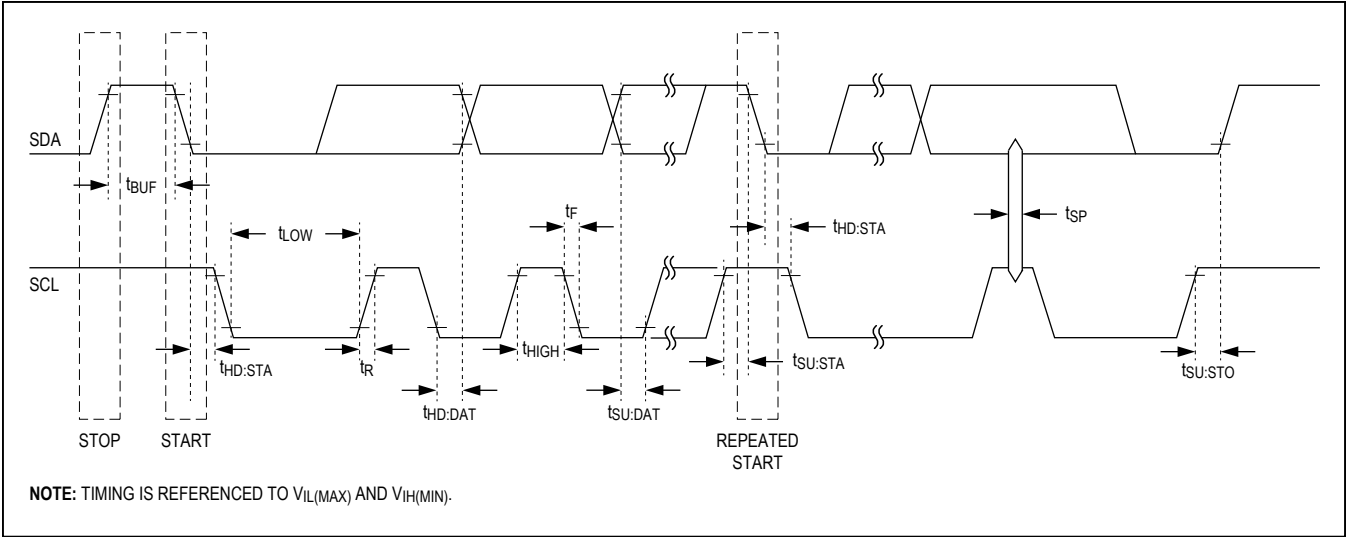 SDA
tBUF
tF
tSP
tLOW
tHD:STA
SCL
tHD:STA
tR
tHIGH
tSU:STA
tSU:STO
tHD:DAT
tSU:DAT
STOP
START
REPEATED
START
NOTE: TIMING IS REFERENCED TO VIL(MAX) AND VIH(MIN).